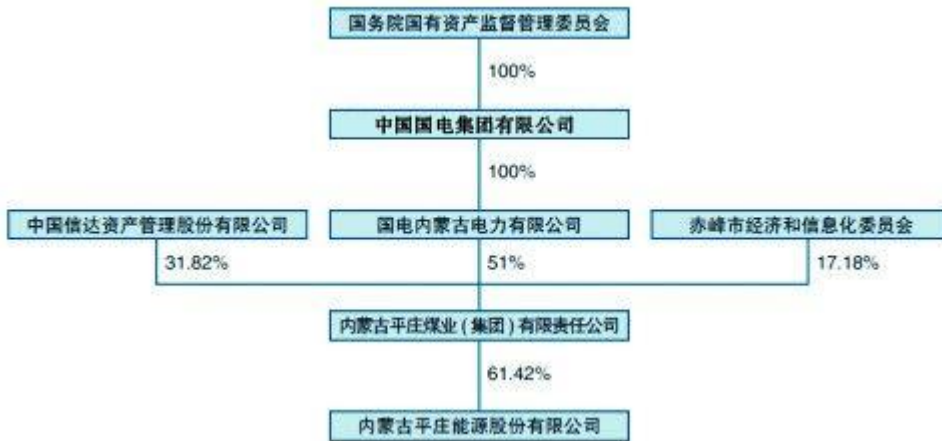 国务院国有资产监督管理委员会
100%
中国国电集团有限公司
100%
中国信达资产管理股份有限公司
国电内蒙古电力有限公司
赤峰市经济和信息化委员会
31.82%
51%
17.18%
内蒙古平庄煤业(集团)有限责任公司
61.42%
内蒙古平庄能源股份有限公司